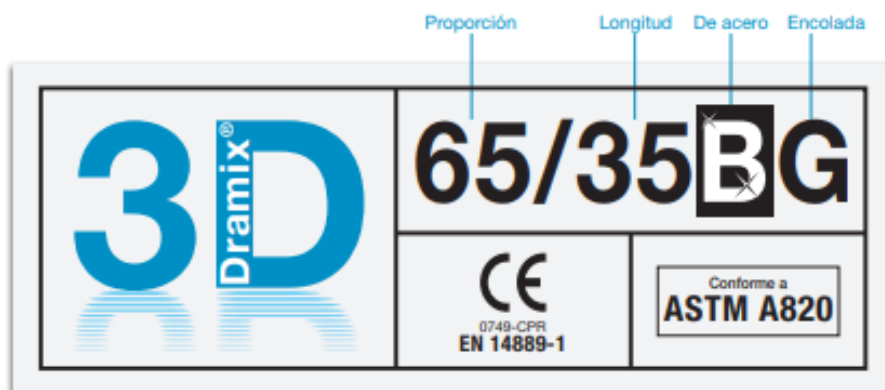 Proporción Longitud De acero Encolada
3D Dramix®
65/35BG
CE
0749-CPR
EN 14889-1
Conforme a
ASTM A820